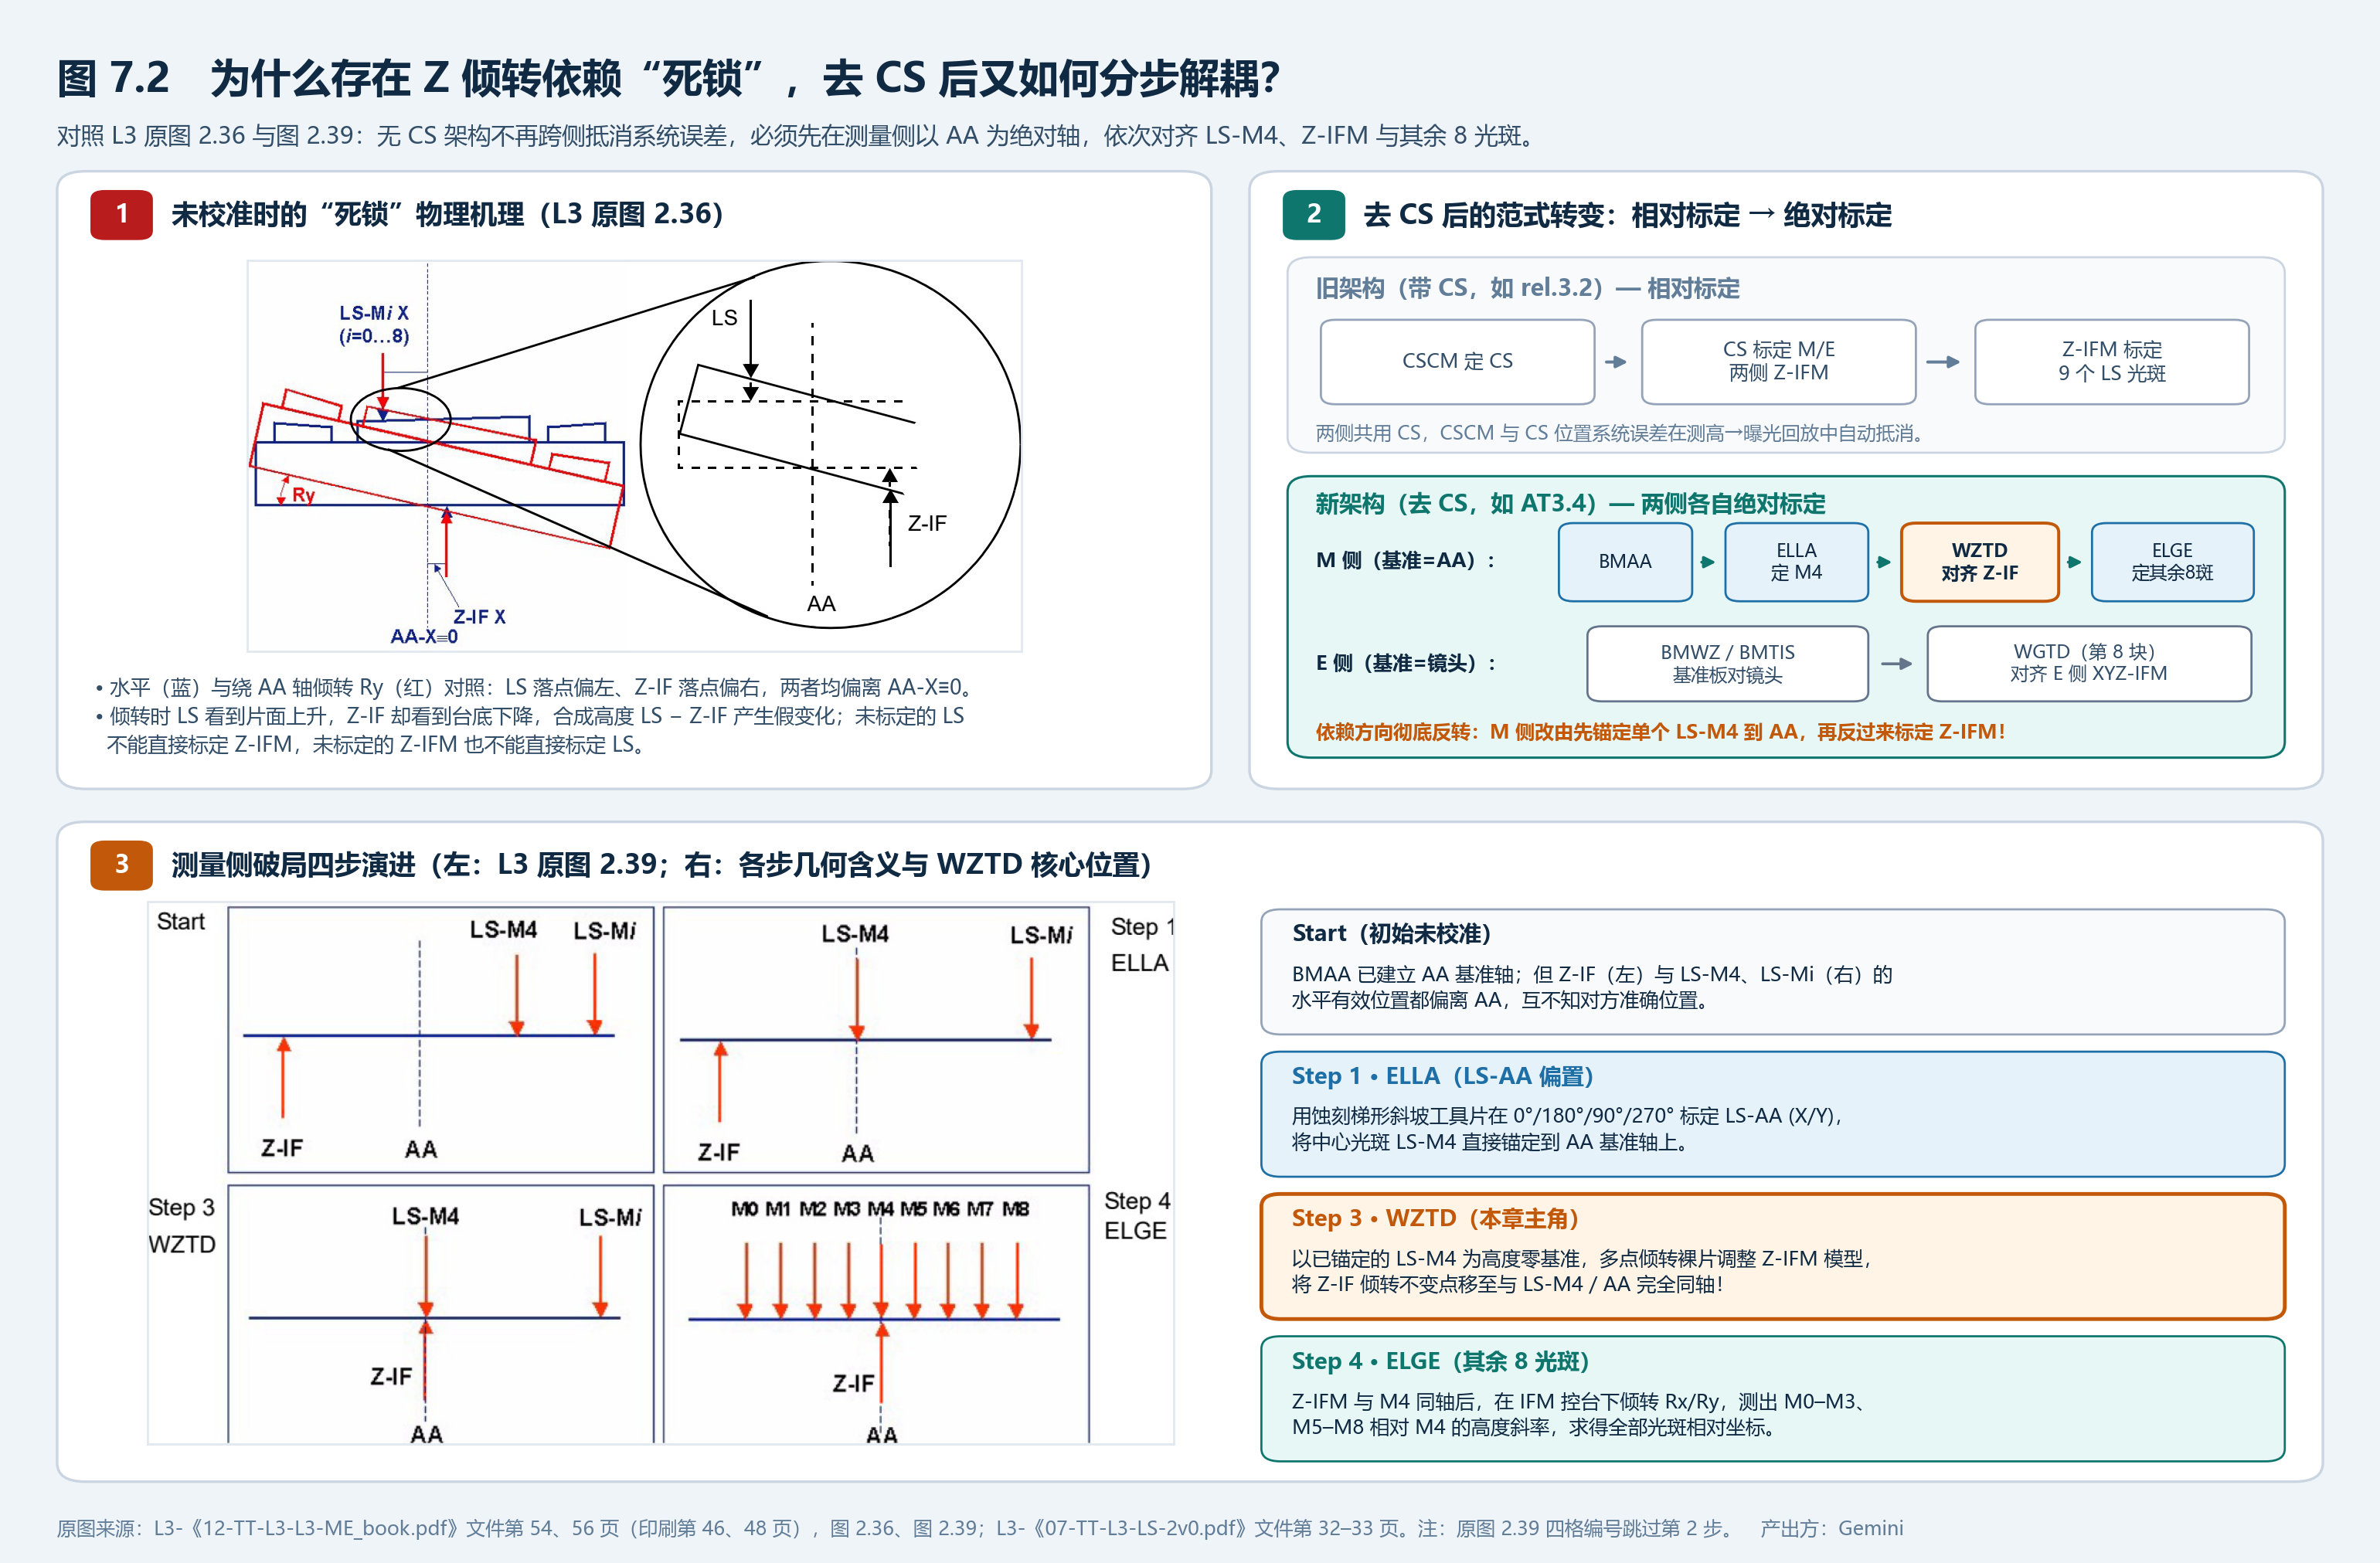 图 7.2 为什么存在 Z 倾转依赖“死锁”，去 CS 后又如何分步解耦？
对照 L3 原图 2.36 与图 2.39：无 CS 架构不再跨侧抵消系统误差，必须先在测量侧以 AA 为绝对轴，依次对齐 LS-M4、Z-IFM 与其余 8 光斑。
1 未校准时的“死锁”物理机理（L3 原图 2.36）
LS-Mi X
(i=0…8)
Ry
Z-IF X
AA-X≡0
LS
Z-IF
AA
• 水平（蓝）与绕 AA 轴倾转 Ry（红）对照：LS 落点偏左、Z-IF 落点偏右，两者均偏离 AA-X≡0。
• 倾转时 LS 看到片面上升，Z-IF 却看到台底下降，合成高度 LS − Z-IF 产生假变化；未标定的 LS
不能直接标定 Z-IFM，未标定的 Z-IFM 也不能直接标定 LS。
2 去 CS 后的范式转变：相对标定 → 绝对标定
旧架构（带 CS，如 rel.3.2）— 相对标定
CSCM 定 CS
CS 标定 M/E
两侧 Z-IFM
Z-IFM 标定
9 个 LS 光斑
两侧共用 CS，CSCM 与 CS 位置系统误差在测高→曝光回放中自动抵消。
新架构（去 CS，如 AT3.4）— 两侧各自绝对标定
M 侧（基准=AA）：
BMAA
ELLA
定 M4
WZTD
对齐 Z-IF
ELGE
定其余8斑
E 侧（基准=镜头）：
BMWZ / BMTIS
基准板对镜头
WGTD（第 8 块）
对齐 E 侧 XYZ-IFM
依赖方向彻底反转：M 侧改由先锚定单个 LS-M4 到 AA，再反过来标定 Z-IFM！
3 测量侧破局四步演进（左：L3 原图 2.39；右：各步几何含义与 WZTD 核心位置）
Start
LS-M4 LS-Mi
Z-IF
AA
Step 1
ELLA
LS-M4 LS-Mi
Z-IF
AA
Step 3
WZTD
LS-M4 LS-Mi
Z-IF
AA
Step 4
ELGE
M0 M1 M2 M3 M4 M5 M6 M7 M8
Z-IF
AA
Start（初始未校准）
BMAA 已建立 AA 基准轴；但 Z-IF（左）与 LS-M4、LS-Mi（右）的
水平有效位置都偏离 AA，互不知对方准确位置。
Step 1 • ELLA（LS-AA 偏置）
用蚀刻梯形斜坡工具片在 0°/180°/90°/270° 标定 LS-AA (X/Y)，
将中心光斑 LS-M4 直接锚定到 AA 基准轴上。
Step 3 • WZTD（本章主角）
以已锚定的 LS-M4 为高度零基准，多点倾转裸片调整 Z-IFM 模型，
将 Z-IF 倾转不变点移至与 LS-M4 / AA 完全同轴！
Step 4 • ELGE（其余 8 光斑）
Z-IFM 与 M4 同轴后，在 IFM 控台下倾转 Rx/Ry，测出 M0–M3、
M5–M8 相对 M4 的高度斜率，求得全部光斑相对坐标。
原图来源：L3-《12-TT-L3-L3-ME_book.pdf》文件第 54、56 页（印刷第 46、48 页），图 2.36、图 2.39；L3-《07-TT-L3-LS-2v0.pdf》文件第 32–33 页。注：原图 2.39 四格编号跳过第 2 步。 产出方：Gemini